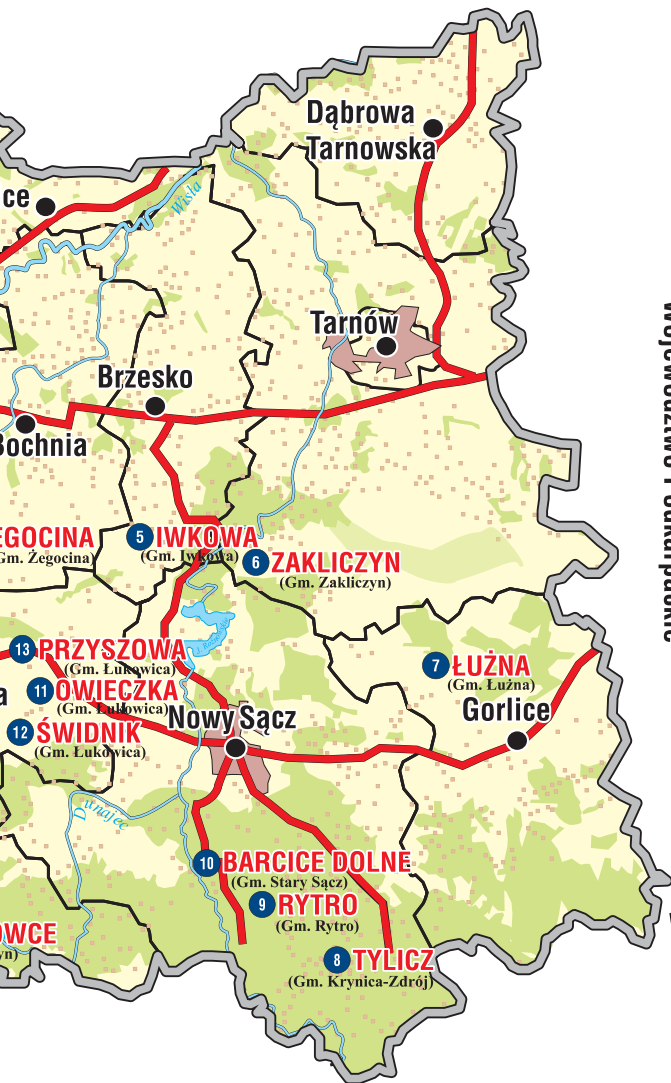 Dąbrowa
Tarnowska
ce
Wisła
Tarnów
Brzesko
Bochnia
EGOCINA
Gm. Żegocina)
5 IWKOWA
(Gm. Iwkowa)
6 ZAKLICZYN
(Gm. Zakliczyn)
13 PRZYSZOWA
(Gm. Łukowica)
7 ŁUŻNA
(Gm. Łużna)
11 OWIECZKA
(Gm. Łukowica)
a
12 ŚWIDNIK
(Gm. Łukowica)
Nowy Sącz
Gorlice
Dunajec
10 BARCICE DOLNE
(Gm. Stary Sącz)
9 RYTRO
(Gm. Rytro)
OWCE
yn)
8 TYLICZ
(Gm. Krynica-Zdrój)